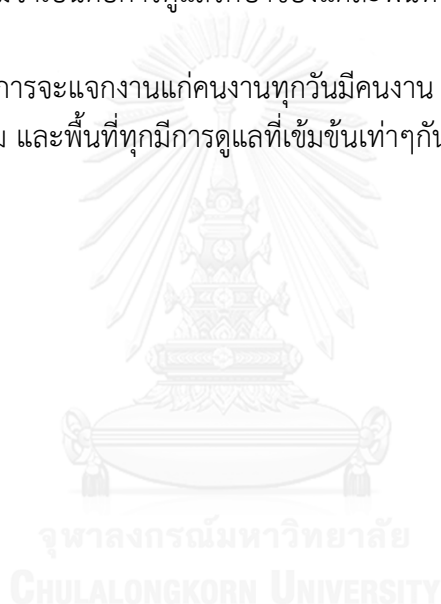 การจะแจกงานแก่คนงานทุกวันมีคนงาน
และพื้นที่ทุกมีการดูแลที่เข้มข้นเท่าๆกัน
จุฬาลงกรณ์มหาวิทยาลัย
CHULALONGKORN UNIVERSITY